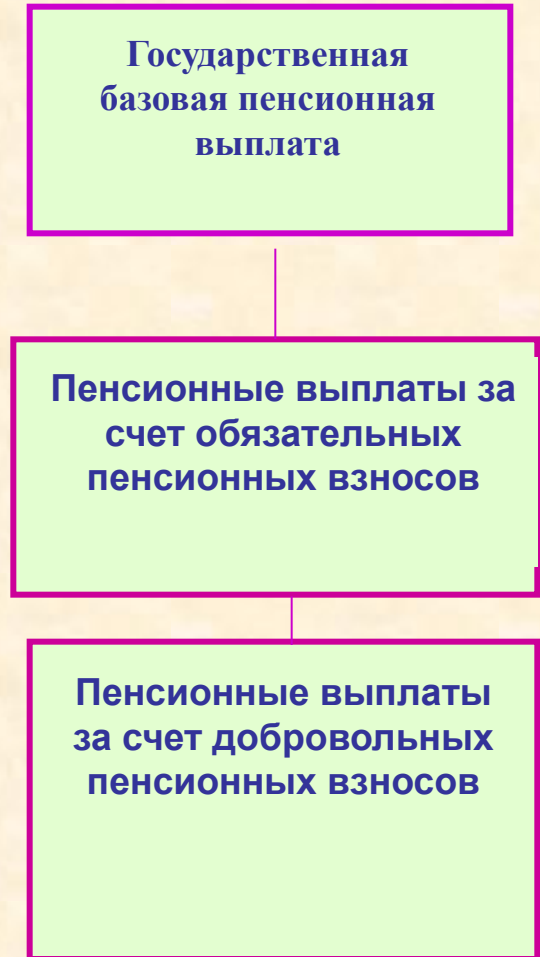 Государственная
базовая пенсионная
выплата
Пенсионные выплаты за
счет обязательных
пенсионных взносов
Пенсионные выплаты
за счет добровольных
пенсионных взносов